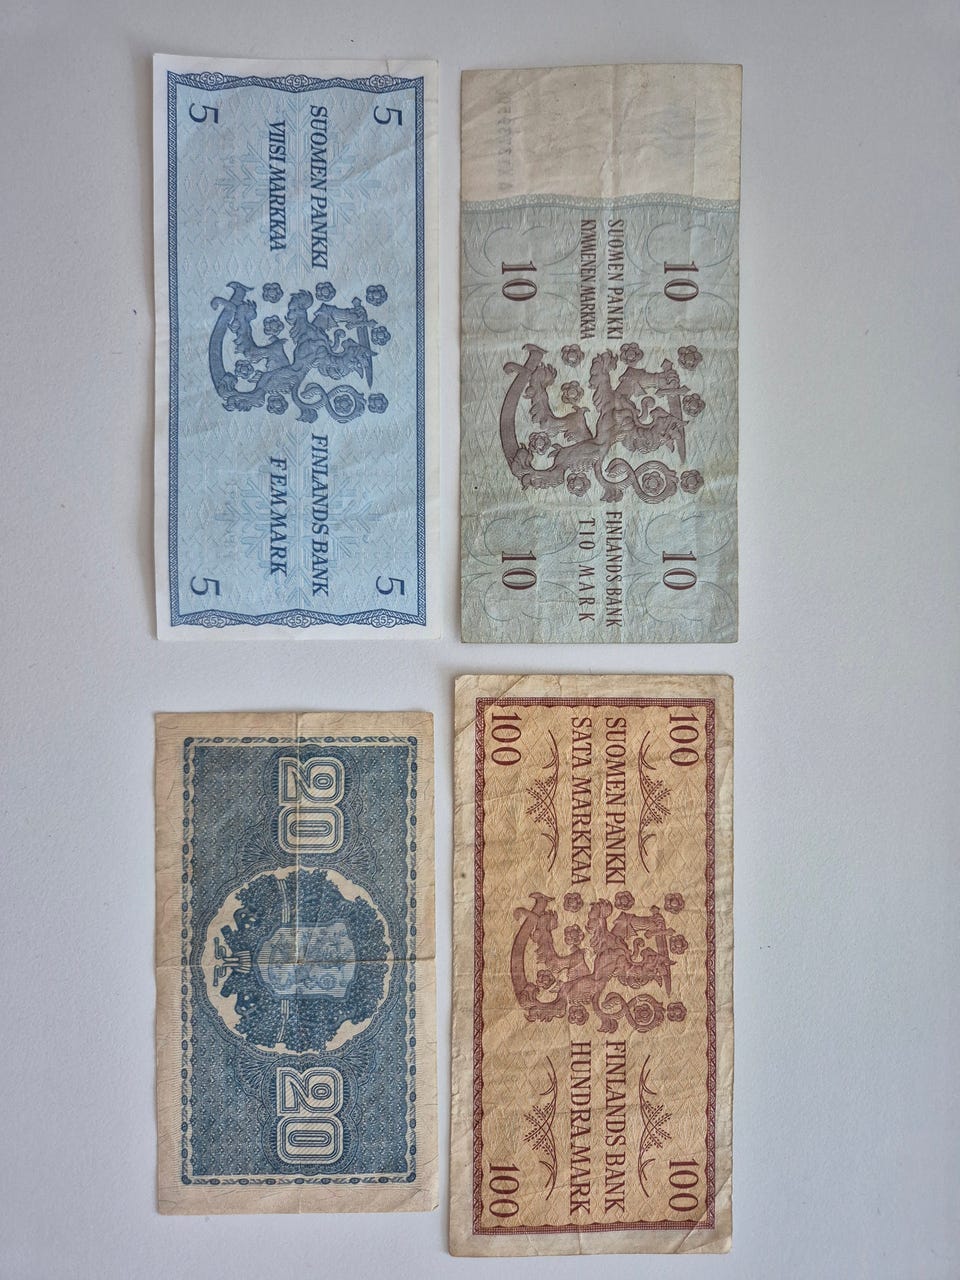 5 5
SUOMEN PANKKI FINLANDS BANK
VIISI MARKKAA FEM MARK
5 5
10 10
SUOMEN PANKKI FINLANDS BANK
KYMMENEN MARKKAA TIO MARK
10 10
20 20
100 100
SUOMEN PANKKI FINLANDS BANK
SATA MARKKAA HUNDRA MARK
100 100